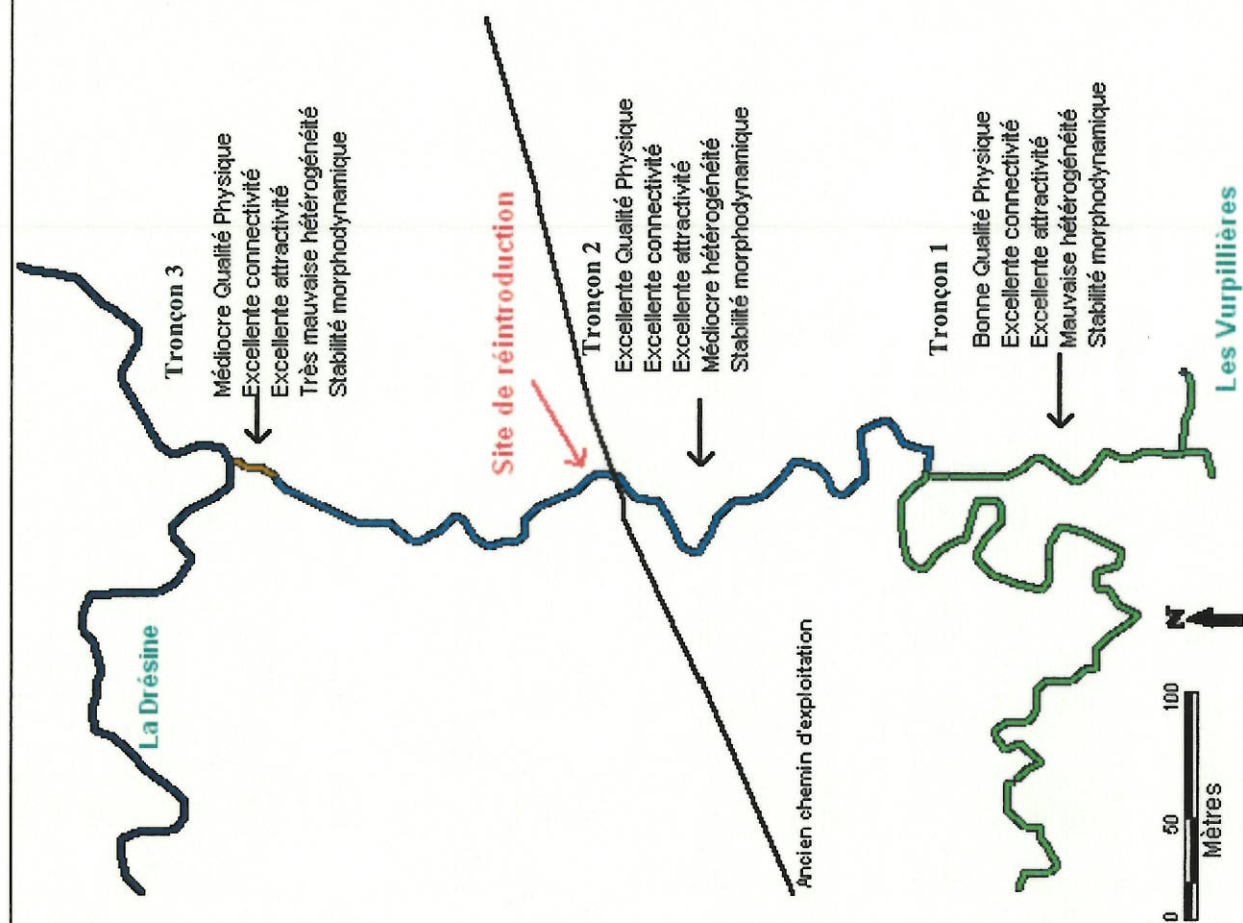 Tronçon 3
Médiocre Qualité Physique
Excellente connectivité
Excellente attractivité
Très mauvaise hétérogénéité
Stabilité morphodynamique
La Drésine
Site de réintroduction
Tronçon 2
Excellente Qualité Physique
Excellente connectivité
Excellente attractivité
Médiocre hétérogénéité
Stabilité morphodynamique
Ancien chemin d'exploitation
Tronçon 1
Bonne Qualité Physique
Excellente connectivité
Excellente attractivité
Mauvaise hétérogénéité
Stabilité morphodynamique
Les Vurpillières
N
0 50 100
Mètres